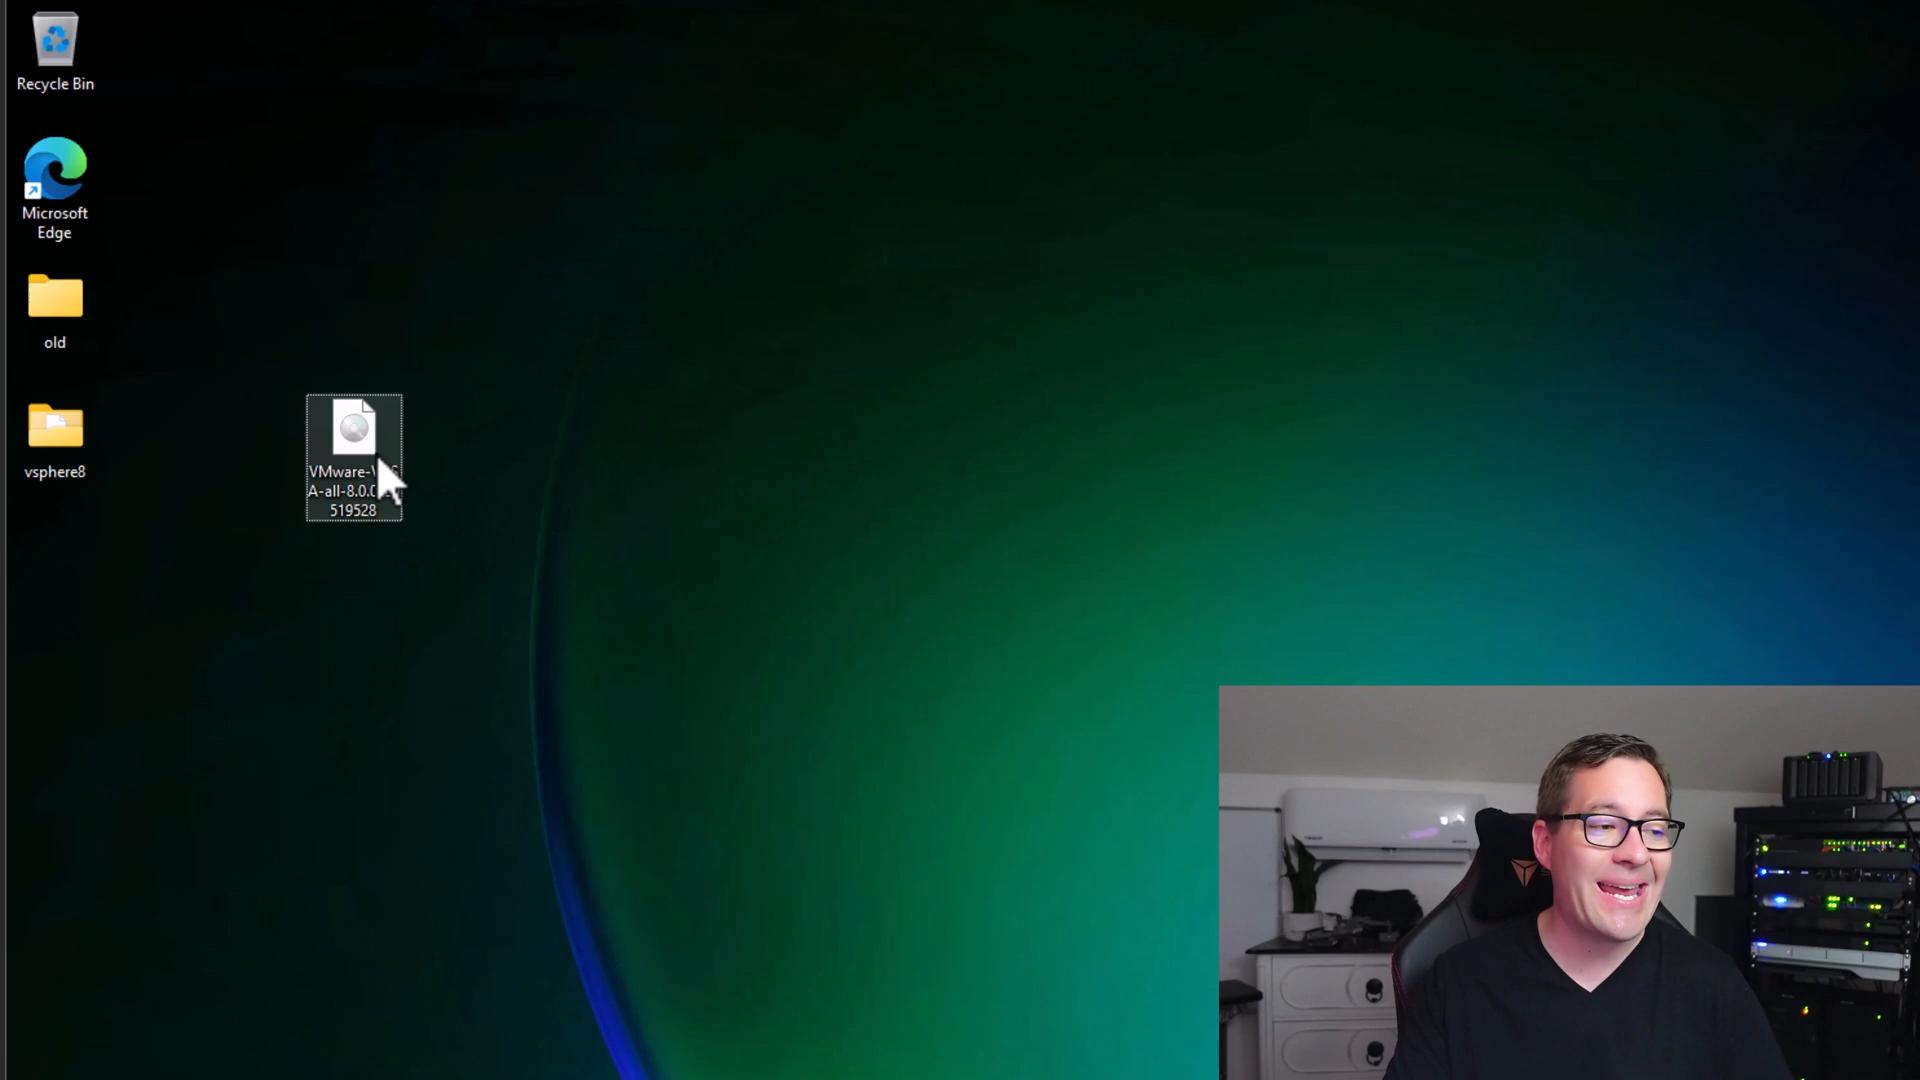 Recycle Bin
Microsoft
Edge
old
vsphere8
VMware-
A-all-8.0.
519528